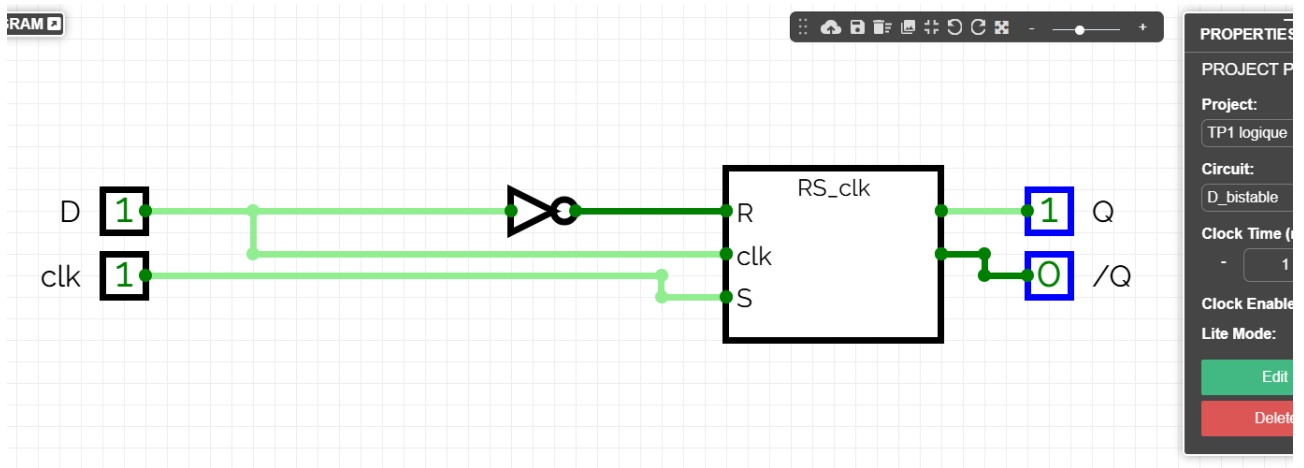 RAM
PROPERTIES
PROJECT P
Project:
TP1 logique
Circuit:
D_bistable
Clock Time (
- 1
Clock Enable
Lite Mode:
Edit
Delete
- +
RS_clk
D 1
R
1 Q
clk
clk 1
S
0 /Q